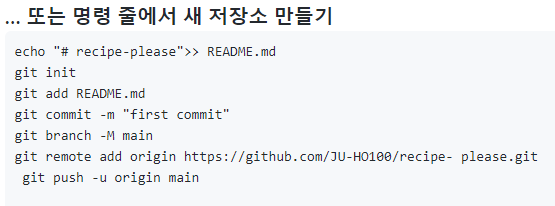 ... 또는 명령 줄에서 새 저장소 만들기
echo "# recipe-please">> README.md
git init
git add README.md
git commit -m "first commit"
git branch -M main
git remote add origin https://github.com/JU-HO100/recipe- please.git
git push -u origin main